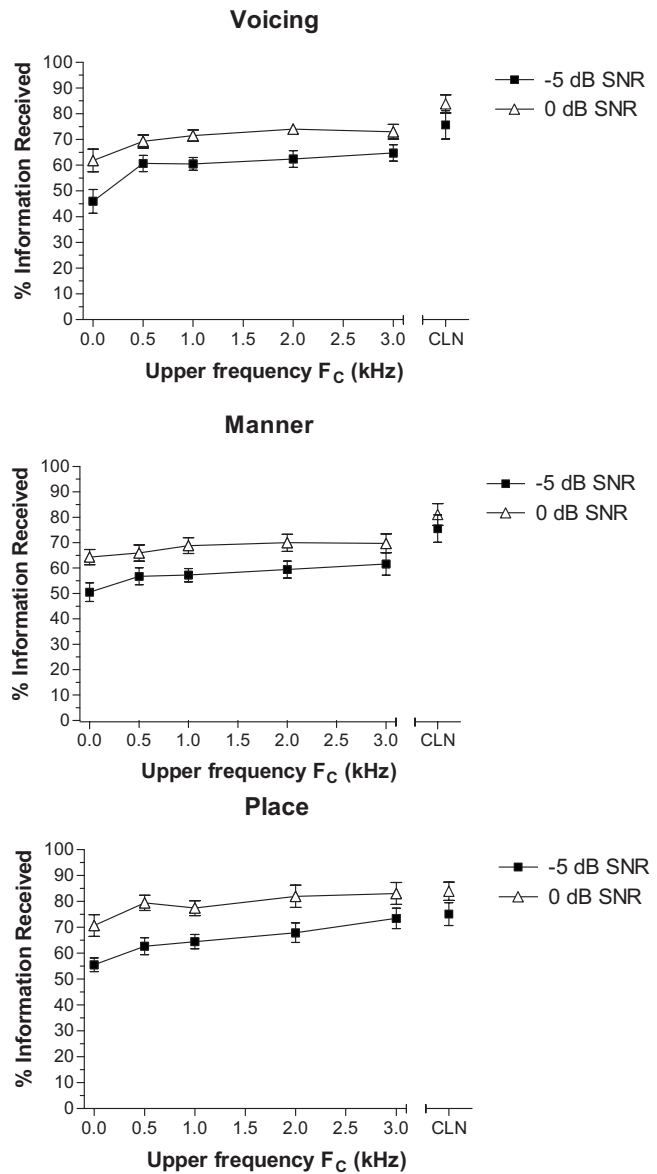 Voicing
% Information Received
100
90
80
70
60
50
40
30
20
10
0
0.0 0.5 1.0 1.5 2.0 2.5 3.0 CLN
Upper frequency F_C (kHz)
-5 dB SNR
0 dB SNR
Manner
% Information Received
100
90
80
70
60
50
40
30
20
10
0
0.0 0.5 1.0 1.5 2.0 2.5 3.0 CLN
Upper frequency F_C (kHz)
-5 dB SNR
0 dB SNR
Place
% Information Received
100
90
80
70
60
50
40
30
20
10
0
0.0 0.5 1.0 1.5 2.0 2.5 3.0 CLN
Upper frequency F_C (kHz)
-5 dB SNR
0 dB SNR